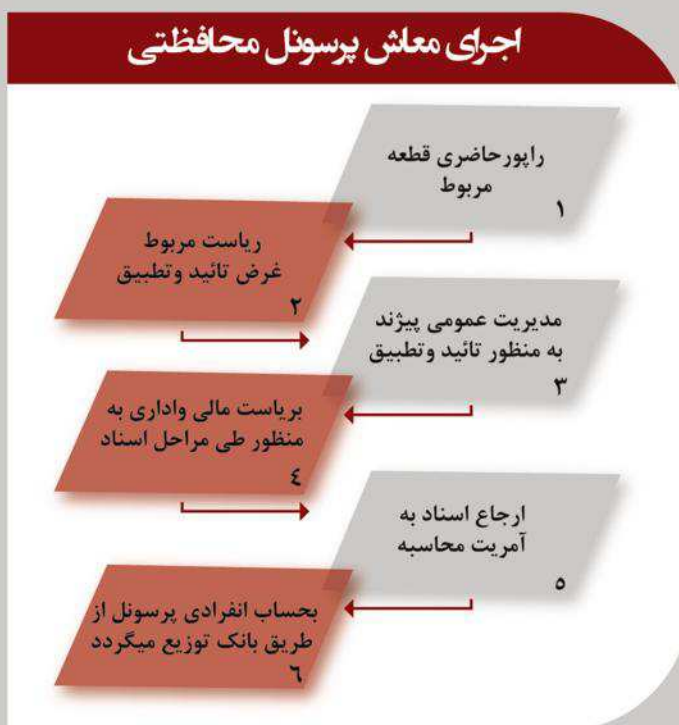 اجرای معاش پرسونل محافظتی
راپورحاضری قطعه
مربوط
۱
ریاست مربوط
غرض تائید وتطبیق
۲
مدیریت عمومی پیژند
به منظور تائید وتطبیق
۳
بریاست مالی واداری به
منظور طی مراحل اسناد
٤
ارجاع اسناد به
آمریت محاسبه
۵
بحساب انفرادی پرسونل از
طریق بانک توزیع میگردد
٦